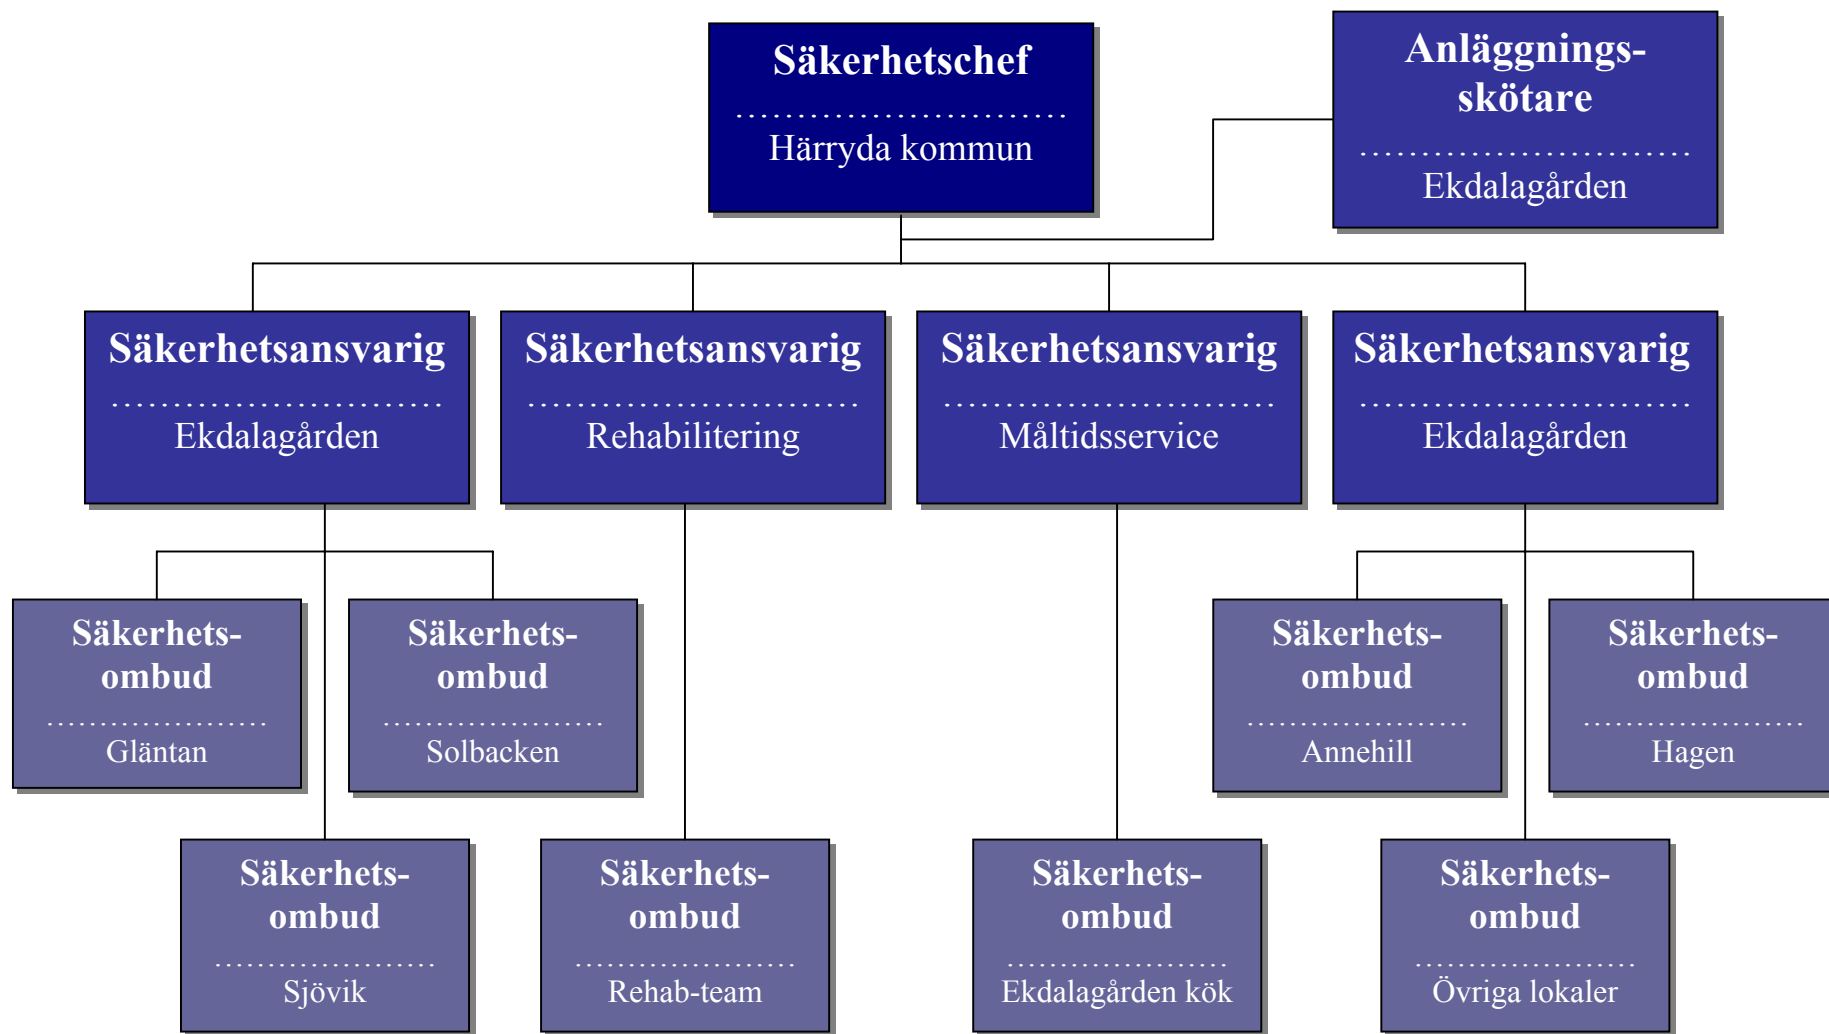 Säkerhetschef
............................
Härryda kommun
Anläggnings-
skötare
............................
Ekdalagården
Säkerhetsansvarig
............................
Ekdalagården
Säkerhetsansvarig
............................
Rehabilitering
Säkerhetsansvarig
............................
Måltidsservice
Säkerhetsansvarig
............................
Ekdalagården
Säkerhets-
ombud
.....................
Gläntan
Säkerhets-
ombud
.....................
Solbacken
Säkerhets-
ombud
.....................
Annehill
Säkerhets-
ombud
.....................
Hagen
Säkerhets-
ombud
.....................
Sjövik
Säkerhets-
ombud
.....................
Rehab-team
Säkerhets-
ombud
.....................
Ekdalagården kök
Säkerhets-
ombud
.....................
Övriga lokaler